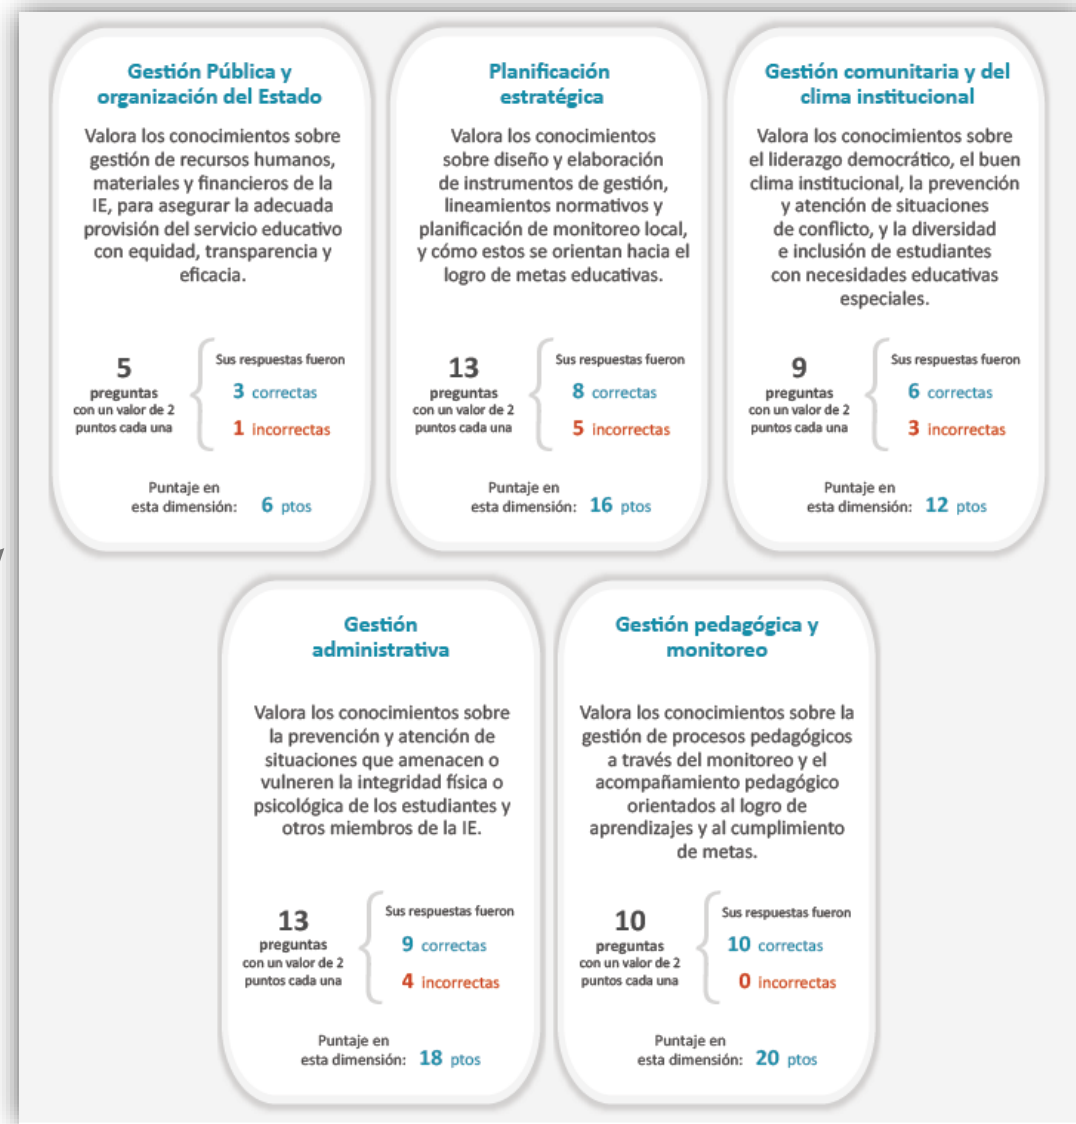 Gestión Pública y
organización del Estado
Valora los conocimientos sobre
gestión de recursos humanos,
materiales y financieros de la
IE, para asegurar la adecuada
provisión del servicio educativo
con equidad, transparencia y
eficacia.
5
preguntas
con un valor de 2
puntos cada una
Sus respuestas fueron
3 correctas
1 incorrectas
Puntaje en
esta dimensión: 6 ptos
Planificación
estratégica
Valora los conocimientos
sobre diseño y elaboración
de instrumentos de gestión,
lineamientos normativos y
planificación de monitoreo local,
y cómo estos se orientan hacia el
logro de metas educativas.
13
preguntas
con un valor de 2
puntos cada una
Sus respuestas fueron
8 correctas
5 incorrectas
Puntaje en
esta dimensión: 16 ptos
Gestión comunitaria y del
clima institucional
Valora los conocimientos sobre
el liderazgo democrático, el buen
clima institucional, la prevención
y atención de situaciones
de conflicto, y la diversidad
e inclusión de estudiantes
con necesidades educativas
especiales.
9
preguntas
con un valor de 2
puntos cada una
Sus respuestas fueron
6 correctas
3 incorrectas
Puntaje en
esta dimensión: 12 ptos
Gestión
administrativa
Valora los conocimientos sobre
la prevención y atención de
situaciones que amenacen o
vulneren la integridad física o
psicológica de los estudiantes y
otros miembros de la IE.
13
preguntas
con un valor de 2
puntos cada una
Sus respuestas fueron
9 correctas
4 incorrectas
Puntaje en
esta dimensión: 18 ptos
Gestión pedagógica y
monitoreo
Valora los conocimientos sobre la
gestión de procesos pedagógicos
a través del monitoreo y el
acompañamiento pedagógico
orientados al logro de
aprendizajes y al cumplimiento
de metas.
10
preguntas
con un valor de 2
puntos cada una
Sus respuestas fueron
10 correctas
0 incorrectas
Puntaje en
esta dimensión: 20 ptos